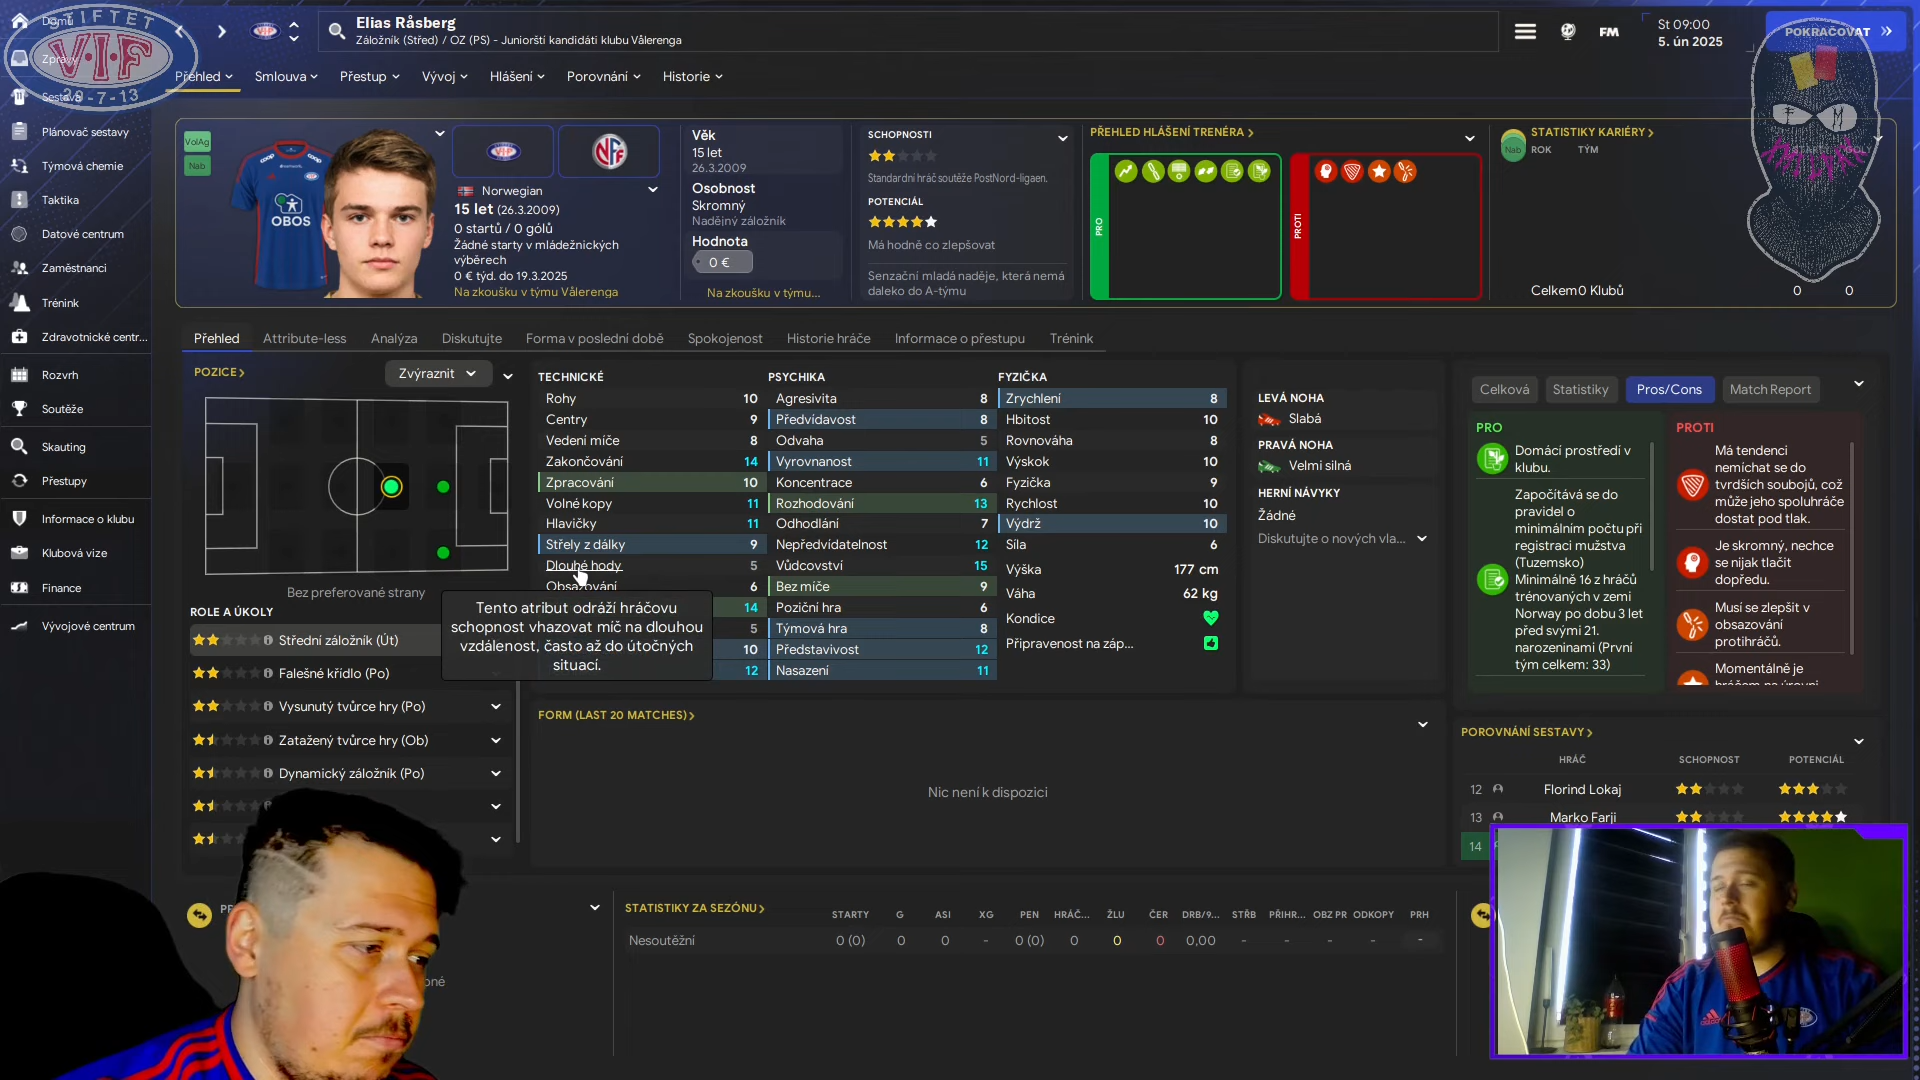 STIFTET
V.I.F
29-7-13
Domů
Zprávy
Sestava
Plánovač sestavy
Týmová chemie
Taktika
Datové centrum
Zaměstnanci
Trénink
Zdravotnické centr...
Rozvrh
Soutěže
Skauting
Přestupy
Informace o klubu
Klubová vize
Finance
Vývojové centrum
Elias Råsberg
Záložník (Střed) / OZ (PS) - Juniorští kandidáti klubu Vålerenga
FM
St 09:00
5. ún 2025
POKRAČOVAT
Přehled
Smlouva
Přestup
Vývoj
Hlášení
Porovnání
Historie
VolAg
Nab
OBOS
Norwegian
15 let (26.3.2009)
0 startů / 0 gólů
Žádné starty v mládežnických
výběrech
0 € týd. do 19.3.2025
Na zkoušku v týmu Vålerenga
Věk
15 let
26.3.2009
Osobnost
Skromný
Nadějný záložník
Hodnota
0 €
Na zkoušku v týmu...
SCHOPNOSTI
Standardní hráč soutěže PostNord-ligaen.
POTENCIÁL
Má hodně co zlepšovat
Senzační mladá naděje, která nemá
daleko do A-týmu
PŘEHLED HLÁŠENÍ TRENÉRA
PRO
PROTI
STATISTIKY KARIÉRY
Nab
ROK TÝM
Celkem 0 Klubů 0 0
Přehled
Attribute-less
Analýza
Diskutujte
Forma v poslední době
Spokojenost
Historie hráče
Informace o přestupu
Trénink
POZICE
Zvýraznit
Bez preferované strany
ROLE A ÚKOLY
Střední záložník (Út)
Falešné křídlo (Po)
Vysunutý tvůrce hry (Po)
Zatažený tvůrce hry (Ob)
Dynamický záložník (Po)
TECHNICKÉ
Rohy 10
Centry 9
Vedení míče 8
Zakončování 14
Zpracování 10
Volné kopy 11
Hlavičky 11
Střely z dálky 9
Dlouhé hody 5
Obsazování 6
14
5
10
12
Tento atribut odráží hráčovu
schopnost vhazovat míč na dlouhou
vzdálenost, často až do útočných
situací.
PSYCHIKA
Agresivita 8
Předvídavost 8
Odvaha 5
Vyrovnanost 11
Koncentrace 6
Rozhodování 13
Odhodlání 7
Nepředvídatelnost 12
Vůdcovství 15
Bez míče 9
Poziční hra 6
Týmová hra 8
Představivost 12
Nasazení 11
FYZIČKA
Zrychlení 8
Hbitost 10
Rovnováha 8
Výskok 10
Fyzička 9
Rychlost 10
Výdrž 10
Síla 6
Výška 177 cm
Váha 62 kg
Kondice
Připravenost na záp...
LEVÁ NOHA
Slabá
PRAVÁ NOHA
Velmi silná
HERNÍ NÁVYKY
Žádné
Diskutujte o nových vla...
Celková
Statistiky
Pros/Cons
Match Report
PRO
Domácí prostředí v
klubu.
Započítává se do
pravidel o
minimálním počtu při
registraci mužstva
(Tuzemsko)
Minimálně 16 z hráčů
trénovaných v zemi
Norway po dobu 3 let
před svými 21.
narozeninami (První
tým celkem: 33)
PROTI
Má tendenci
nemíchat se do
tvrdších soubojů, což
může jeho spoluhráče
dostat pod tlak.
Je skromný, nechce
se nijak tlačit
dopředu.
Musí se zlepšit v
obsazování
protihráčů.
Momentálně je
hráčem na úrovni
FORM (LAST 20 MATCHES)
Nic není k dispozici
POROVNÁNÍ SESTAVY
HRÁČ SCHOPNOST POTENCIÁL
12 Florind Lokaj
13 Marko Farji
14
STATISTIKY ZA SEZÓNU
STARTY G ASI XG PEN HRÁČ... ŽLU ČER DRB/9... STŘB PŘIHR... OBZ PR ODKOPY PRH
Nesoutěžní 0 (0) 0 0 - 0 (0) 0 0 0 0,00 - - - - -